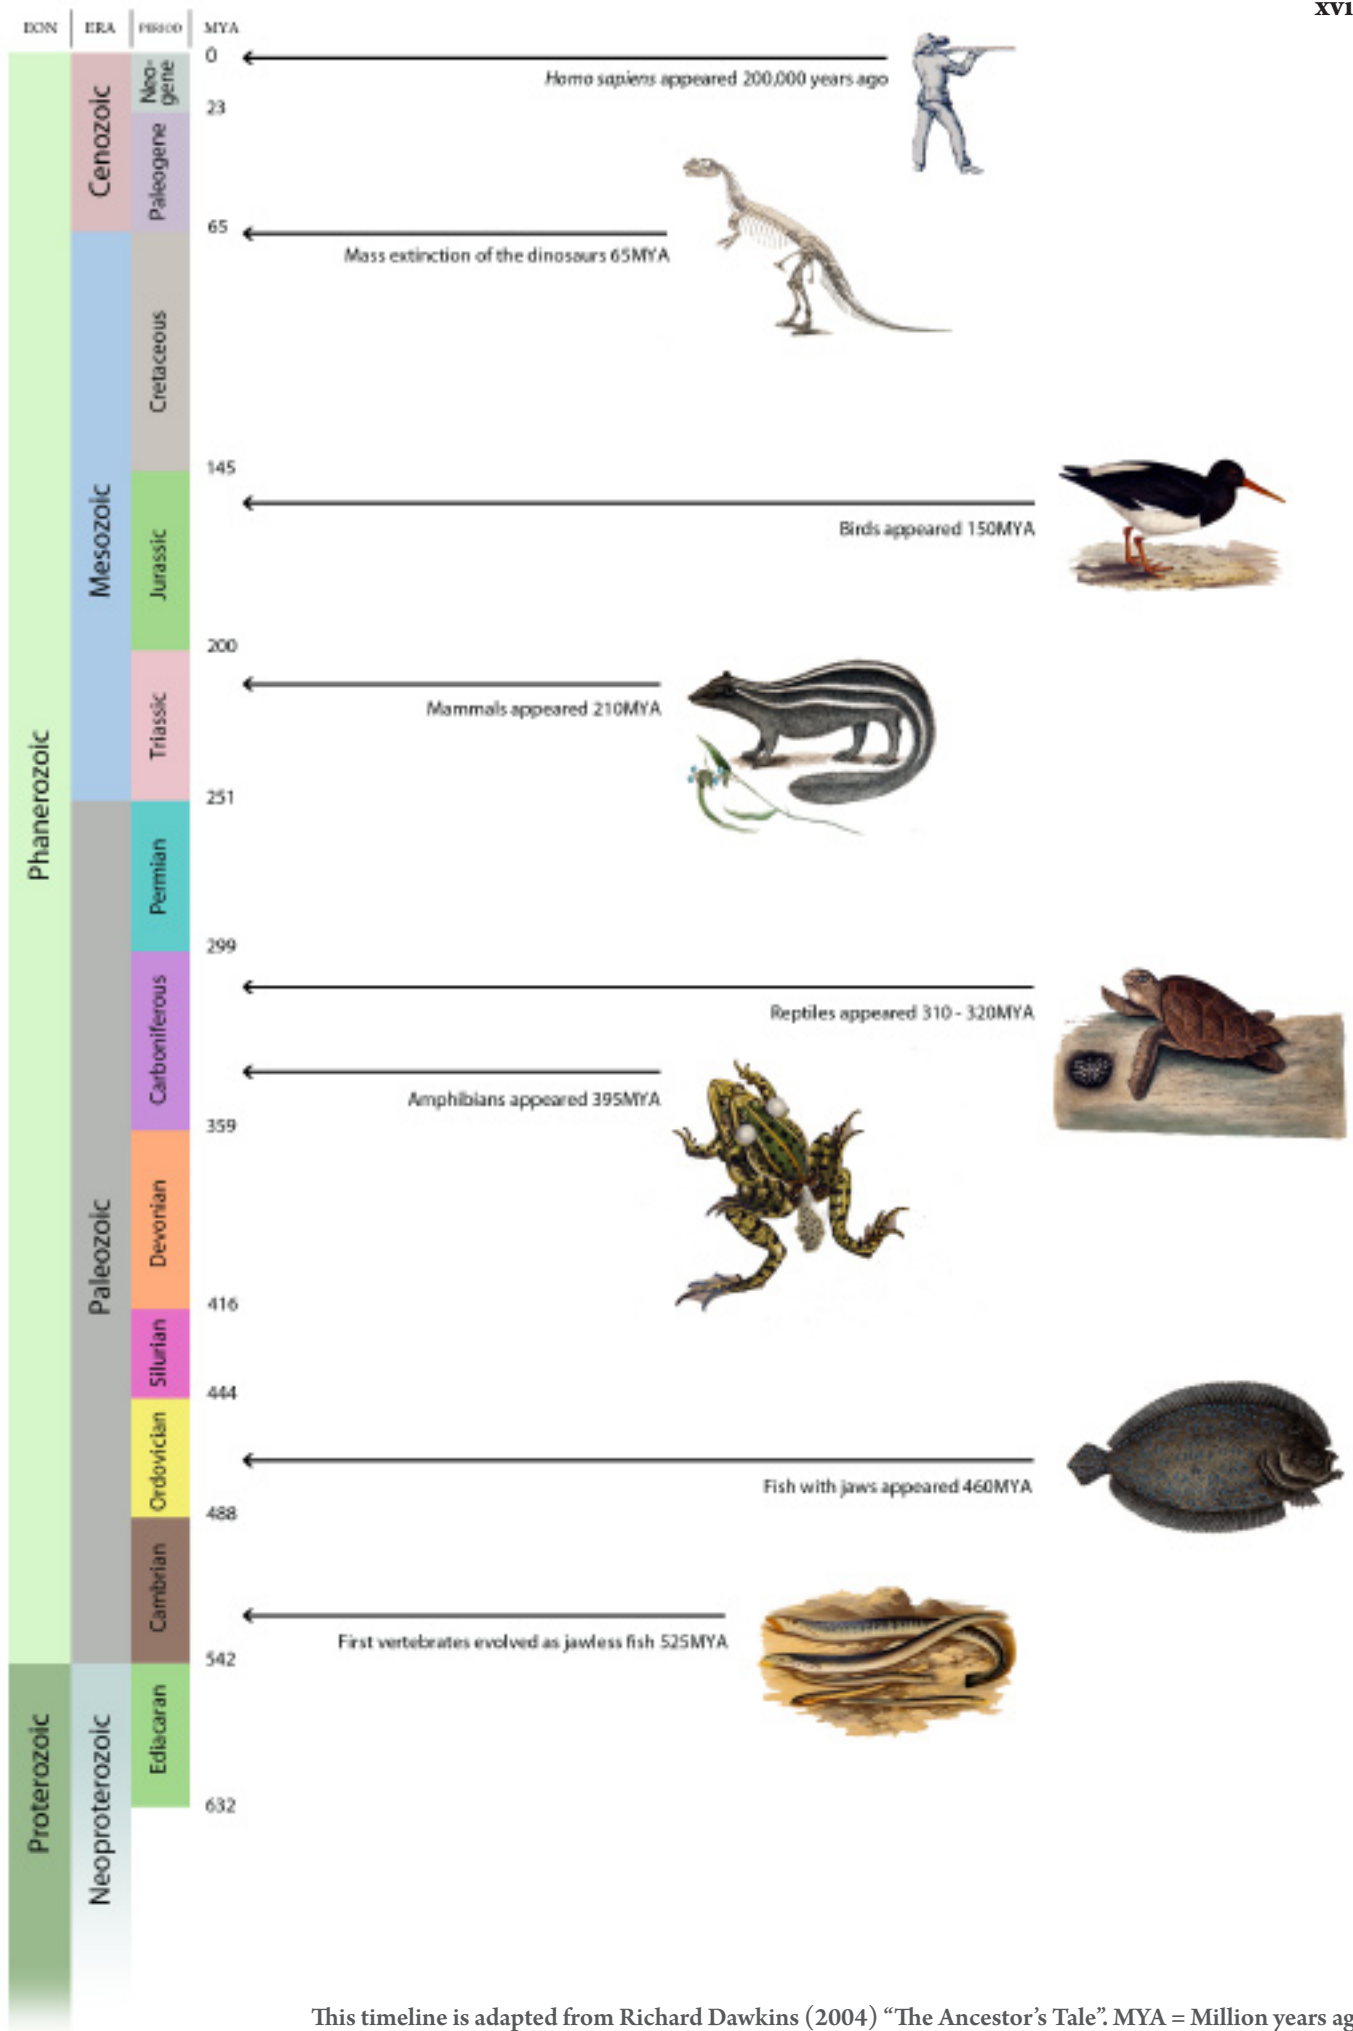 xvi
EON ERA PERIOD MYA
0
Homo sapiens appeared 200,000 years ago
Neo-
gene
23
Cenozoic
Paleogene
65
Mass extinction of the dinosaurs 65MYA
Cretaceous
145
Birds appeared 150MYA
Mesozoic
Jurassic
200
Mammals appeared 210MYA
Triassic
251
Phanerozoic
Permian
299
Reptiles appeared 310 - 320MYA
Carboniferous
Amphibians appeared 395MYA
359
Devonian
Paleozoic
416
Silurian
444
Ordovician
Fish with jaws appeared 460MYA
488
Cambrian
First vertebrates evolved as jawless fish 525MYA
542
Ediacaran
632
Proterozoic
Neoproterozoic
This timeline is adapted from Richard Dawkins (2004) “The Ancestor’s Tale”. MYA = Million years ag